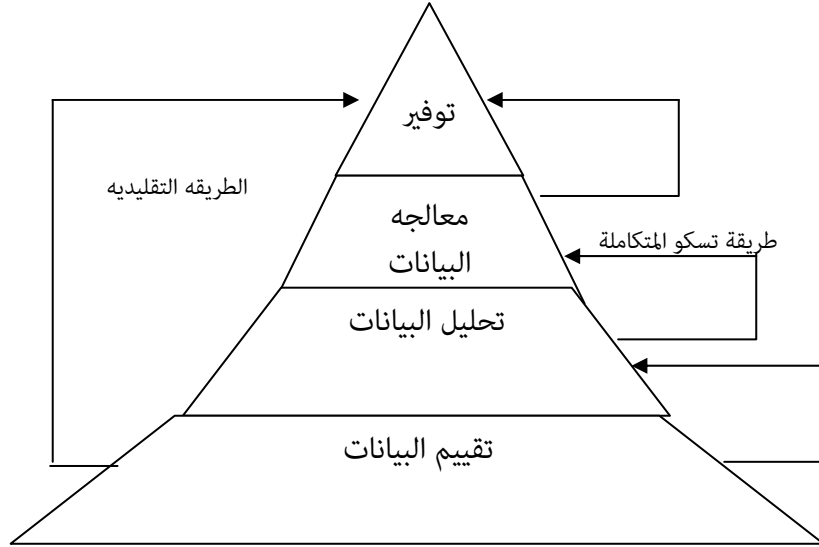 توفير
الطريقه التقليديه
معالجه
البيانات
طريقة تسكو المتكاملة
تحليل البيانات
تقييم البيانات